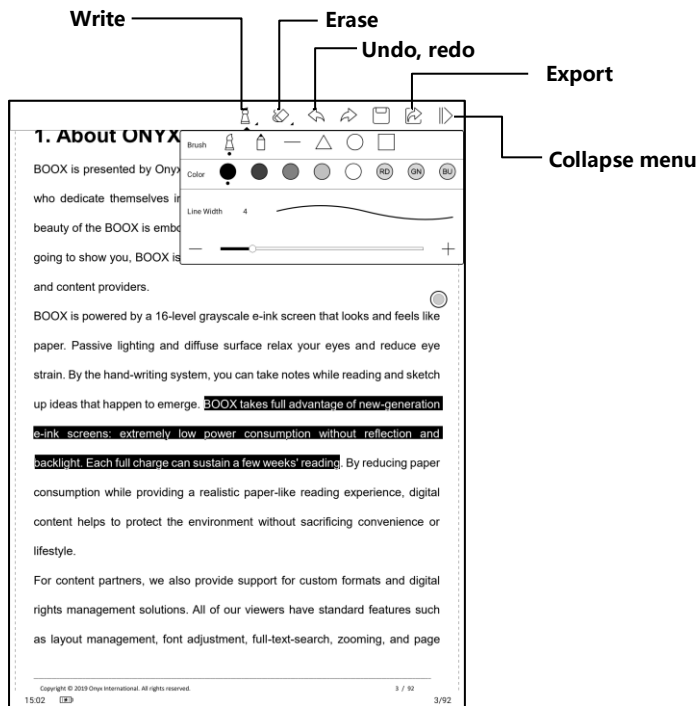 Write
Erase
Undo, redo
Export
Collapse menu
1. About ONYX
Brush
Color
RD GN BU
Line Width 4
BOOX is presented by Onyx
who dedicate themselves in
beauty of the BOOX is embo
going to show you, BOOX is
and content providers.
BOOX is powered by a 16-level grayscale e-ink screen that looks and feels like
paper. Passive lighting and diffuse surface relax your eyes and reduce eye
strain. By the hand-writing system, you can take notes while reading and sketch
up ideas that happen to emerge. BOOX takes full advantage of new-generation
e-ink screens: extremely low power consumption without reflection and
backlight. Each full charge can sustain a few weeks' reading. By reducing paper
consumption while providing a realistic paper-like reading experience, digital
content helps to protect the environment without sacrificing convenience or
lifestyle.
For content partners, we also provide support for custom formats and digital
rights management solutions. All of our viewers have standard features such
as layout management, font adjustment, full-text-search, zooming, and page
Copyright © 2019 Onyx International. All rights reserved. 3 / 92
15:02 3/92